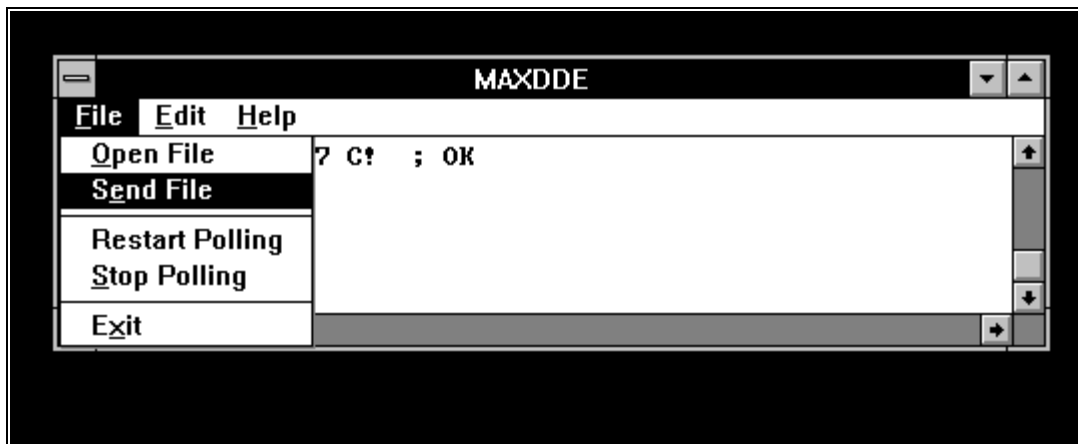 MAXDDE
File Edit Help
Open File
7 C! ; OK
Send File
Restart Polling
Stop Polling
Exit